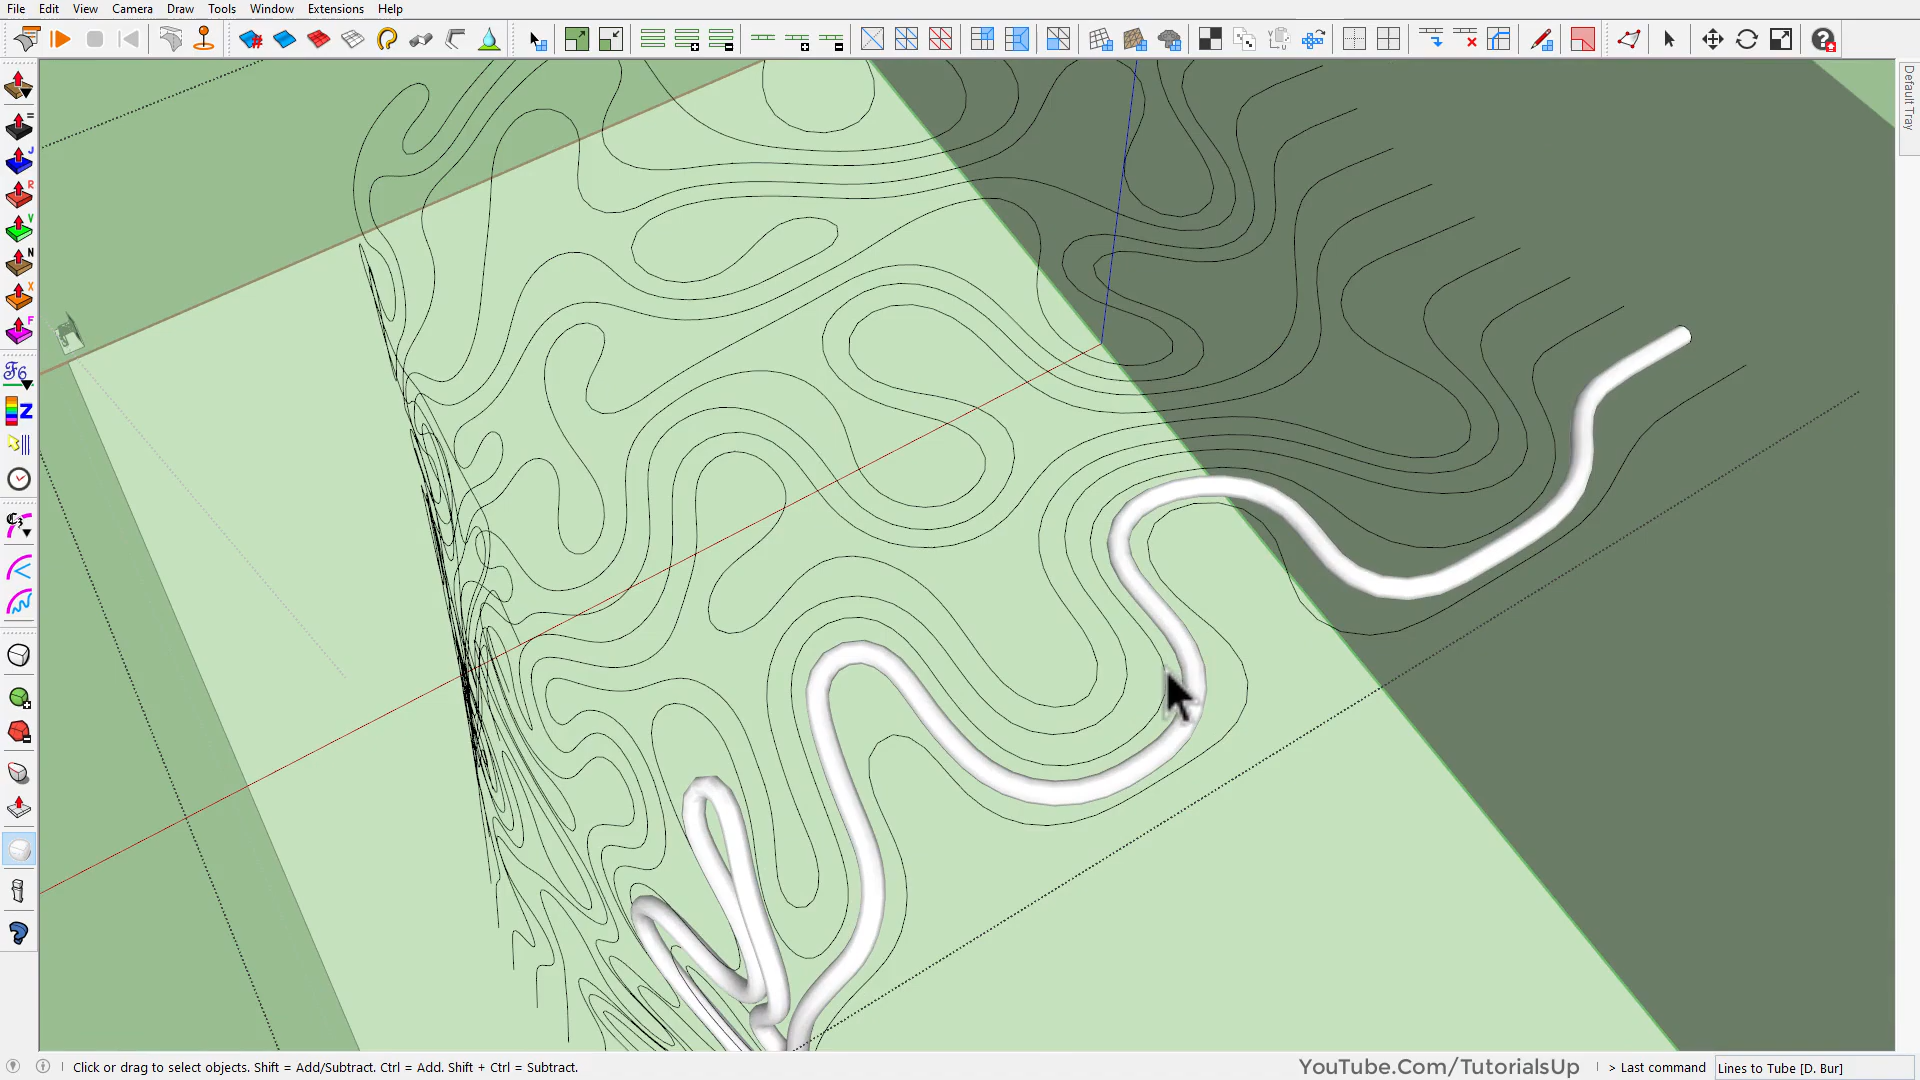 File Edit View Camera Draw Tools Window Extensions Help
Default Tray
=
J
R
V
N
X
F
F6
Z
Click or drag to select objects. Shift = Add/Subtract. Ctrl = Add. Shift + Ctrl = Subtract.
YouTube.Com/TutorialsUp
> Last command
Lines to Tube [D. Bur]